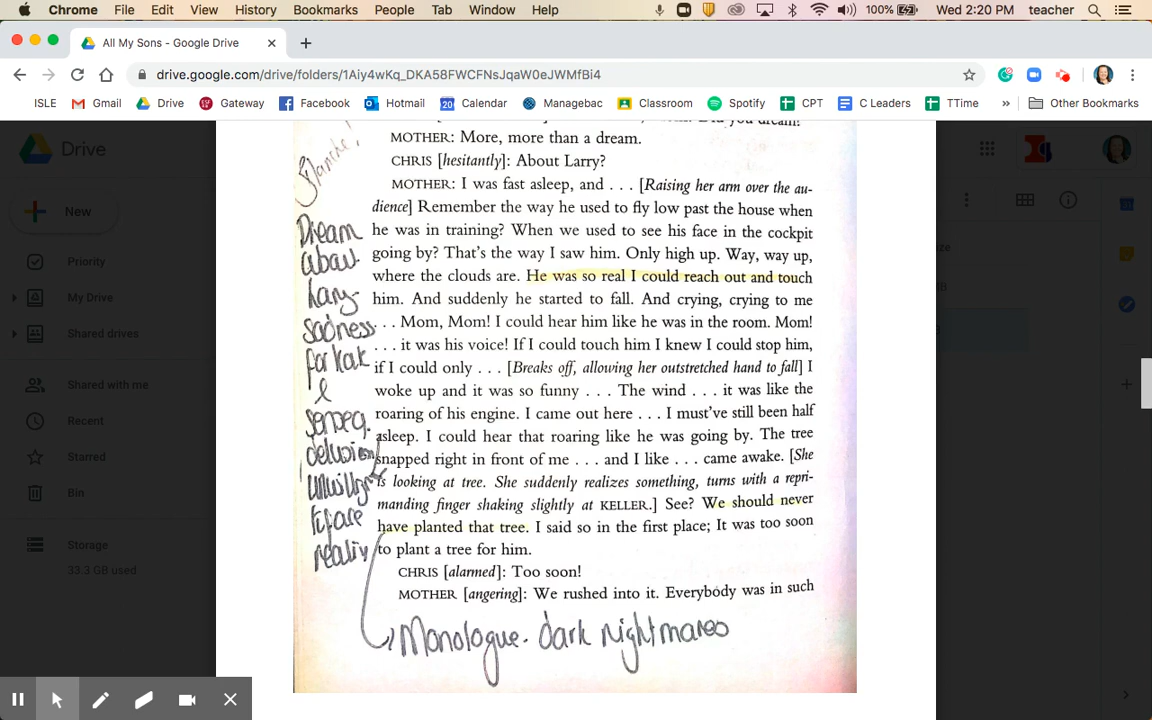 Chrome File Edit View History Bookmarks People Tab Window Help 100% Wed 2:20 PM teacher
All My Sons - Google Drive
drive.google.com/drive/folders/1Aiy4wKq_DKA58FWCFNsJqaW0eJWMfBi4
ISLE Gmail Drive Gateway Facebook Hotmail 20 Calendar Managebac Classroom Spotify CPT C Leaders TTime » Other Bookmarks
Drive
New
Priority
My Drive
Shared drives
Shared with me
Recent
Starred
Bin
Storage
33.3 GB used
you dream?
MOTHER: More, more than a dream.
CHRIS [hesitantly]: About Larry?
MOTHER: I was fast asleep, and . . . [Raising her arm over the au-
dience] Remember the way he used to fly low past the house when
he was in training? When we used to see his face in the cockpit
going by? That's the way I saw him. Only high up. Way, way up,
where the clouds are. He was so real I could reach out and touch
him. And suddenly he started to fall. And crying, crying to me
. . . Mom, Mom! I could hear him like he was in the room. Mom!
. . . it was his voice! If I could touch him I knew I could stop him,
if I could only . . . [Breaks off, allowing her outstretched hand to fall] I
woke up and it was so funny . . . The wind . . . it was like the
roaring of his engine. I came out here . . . I must've still been half
asleep. I could hear that roaring like he was going by. The tree
snapped right in front of me . . . and I like . . . came awake. [She
is looking at tree. She suddenly realizes something, turns with a repri-
manding finger shaking slightly at KELLER.] See? We should never
have planted that tree. I said so in the first place; It was too soon
to plant a tree for him.
CHRIS [alarmed]: Too soon!
MOTHER [angering]: We rushed into it. Everybody was in such
Blanche!
Dream
about
Larry
sadness
for Kate
&
delusion
reality
Monologue. dark nightmares